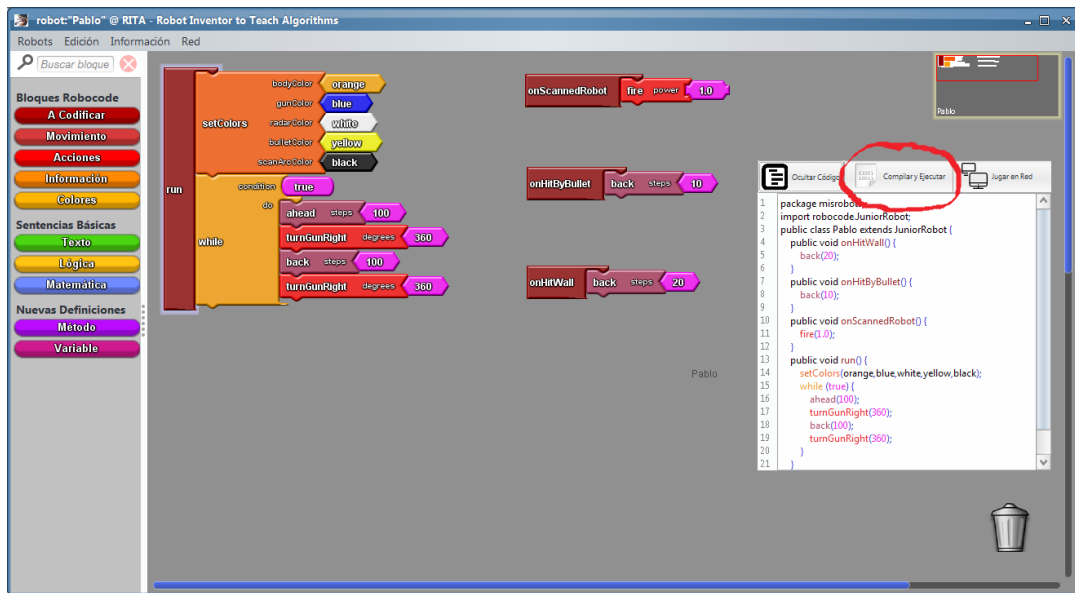 robot:"Pablo" @ RITA - Robot Inventor to Teach Algorithms
Robots Edición Información Red
Buscar bloque
Bloques Robocode
A Codificar
Movimiento
Acciones
Información
Colores
Sentencias Básicas
Texto
Lógica
Matemática
Nuevas Definiciones
Método
Variable
run
setColors
bodyColor orange
gunColor blue
radarColor white
bulletColor yellow
scanArcColor black
while
condition true
do
ahead steps 100
turnGunRight degrees 360
back steps 100
turnGunRight degrees 360
onScannedRobot fire power 1.0
onHitByBullet back steps 10
onHitWall back steps 20
Pablo
Pablo
Ocultar Código Compilar y Ejecutar Jugar en Red
1 package misrobots;
2 import robocode.JuniorRobot;
3 public class Pablo extends JuniorRobot {
4 public void onHitWall() {
5 back(20);
6 }
7 public void onHitByBullet() {
8 back(10);
9 }
10 public void onScannedRobot() {
11 fire(1.0);
12 }
13 public void run() {
14 setColors(orange,blue,white,yellow,black);
15 while (true) {
16 ahead(100);
17 turnGunRight(360);
18 back(100);
19 turnGunRight(360);
20 }
21 }